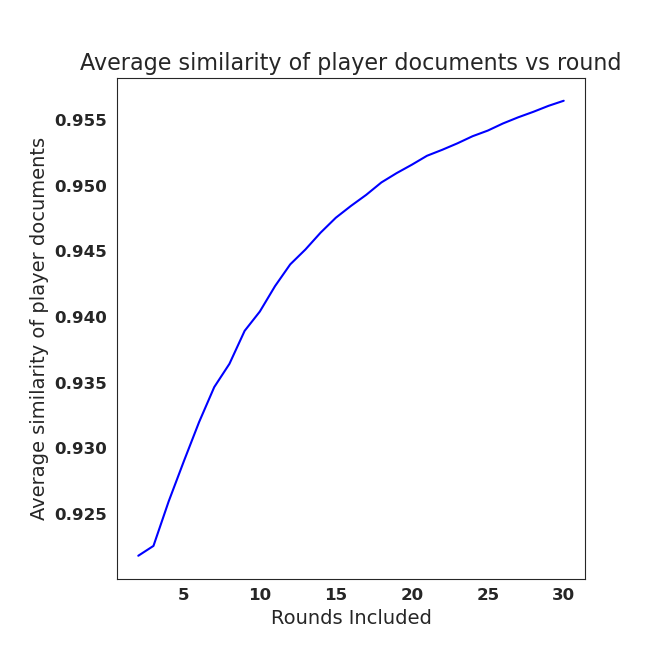 Average similarity of player documents vs round
Average similarity of player documents
0.955
0.950
0.945
0.940
0.935
0.930
0.925
5 10 15 20 25 30
Rounds Included